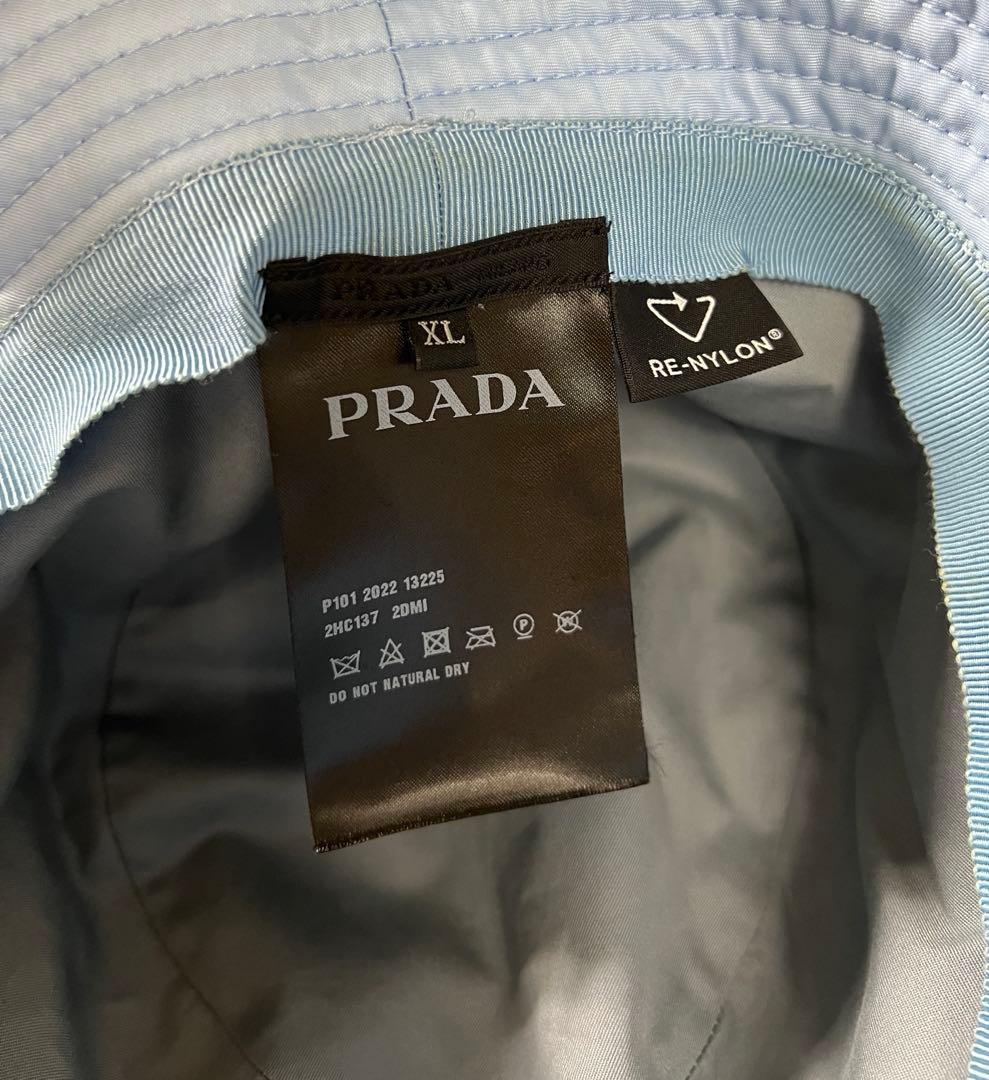 PRADA
XL
PRADA
RE-NYLON®
P101 2022 13225
2HC137 2DMI
DO NOT NATURAL DRY